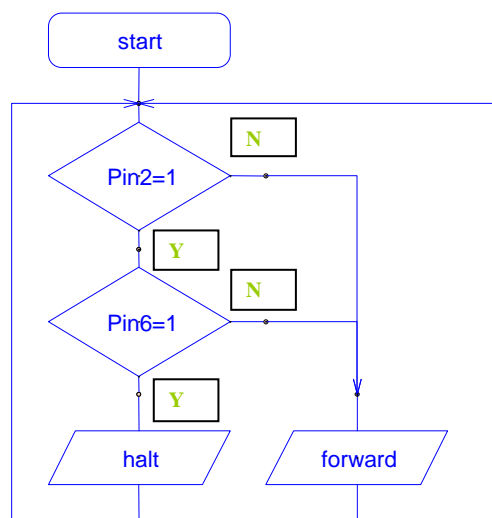 start
N
Pin2=1
Y
N
Pin6=1
Y
halt
forward